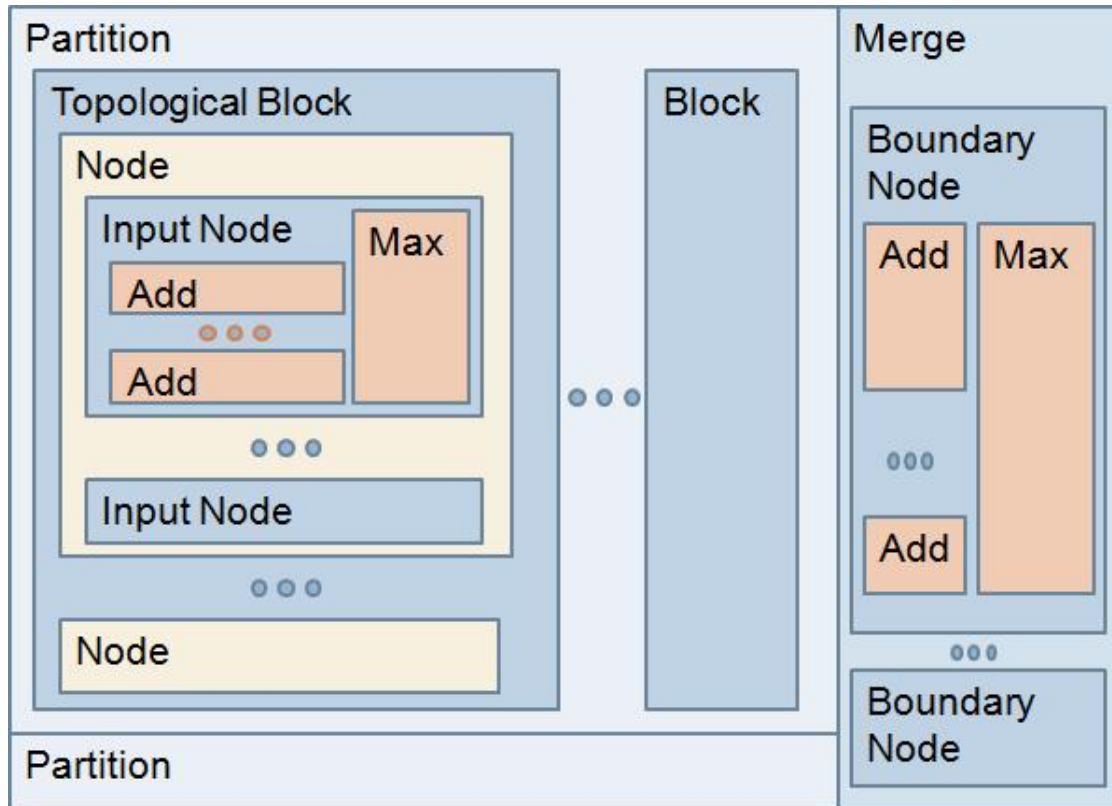 Partition
Topological Block
Node
Input Node
Max
Add
Add
Input Node
Node
Block
Partition
Merge
Boundary
Node
Add
Max
Add
Boundary
Node